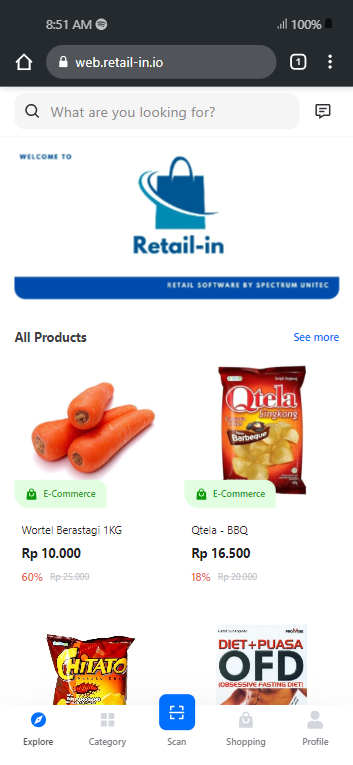 8:51 AM
100%
web.retail-in.io
1
What are you looking for?
WELCOME TO
Retail-in
RETAIL SOFTWARE BY SPECTRUM UNITEC
All Products
See more
Qtela
Singkong
Barbeque
E-Commerce
E-Commerce
Wortel Berastagi 1KG
Qtela - BBQ
Rp 10.000
Rp 16.500
60% Rp 25.000
18% Rp 20.000
CHITATO
DIET+PUASA
OFD
(OBSESSIVE FASTING DIET)
Explore
Category
Scan
Shopping
Profile